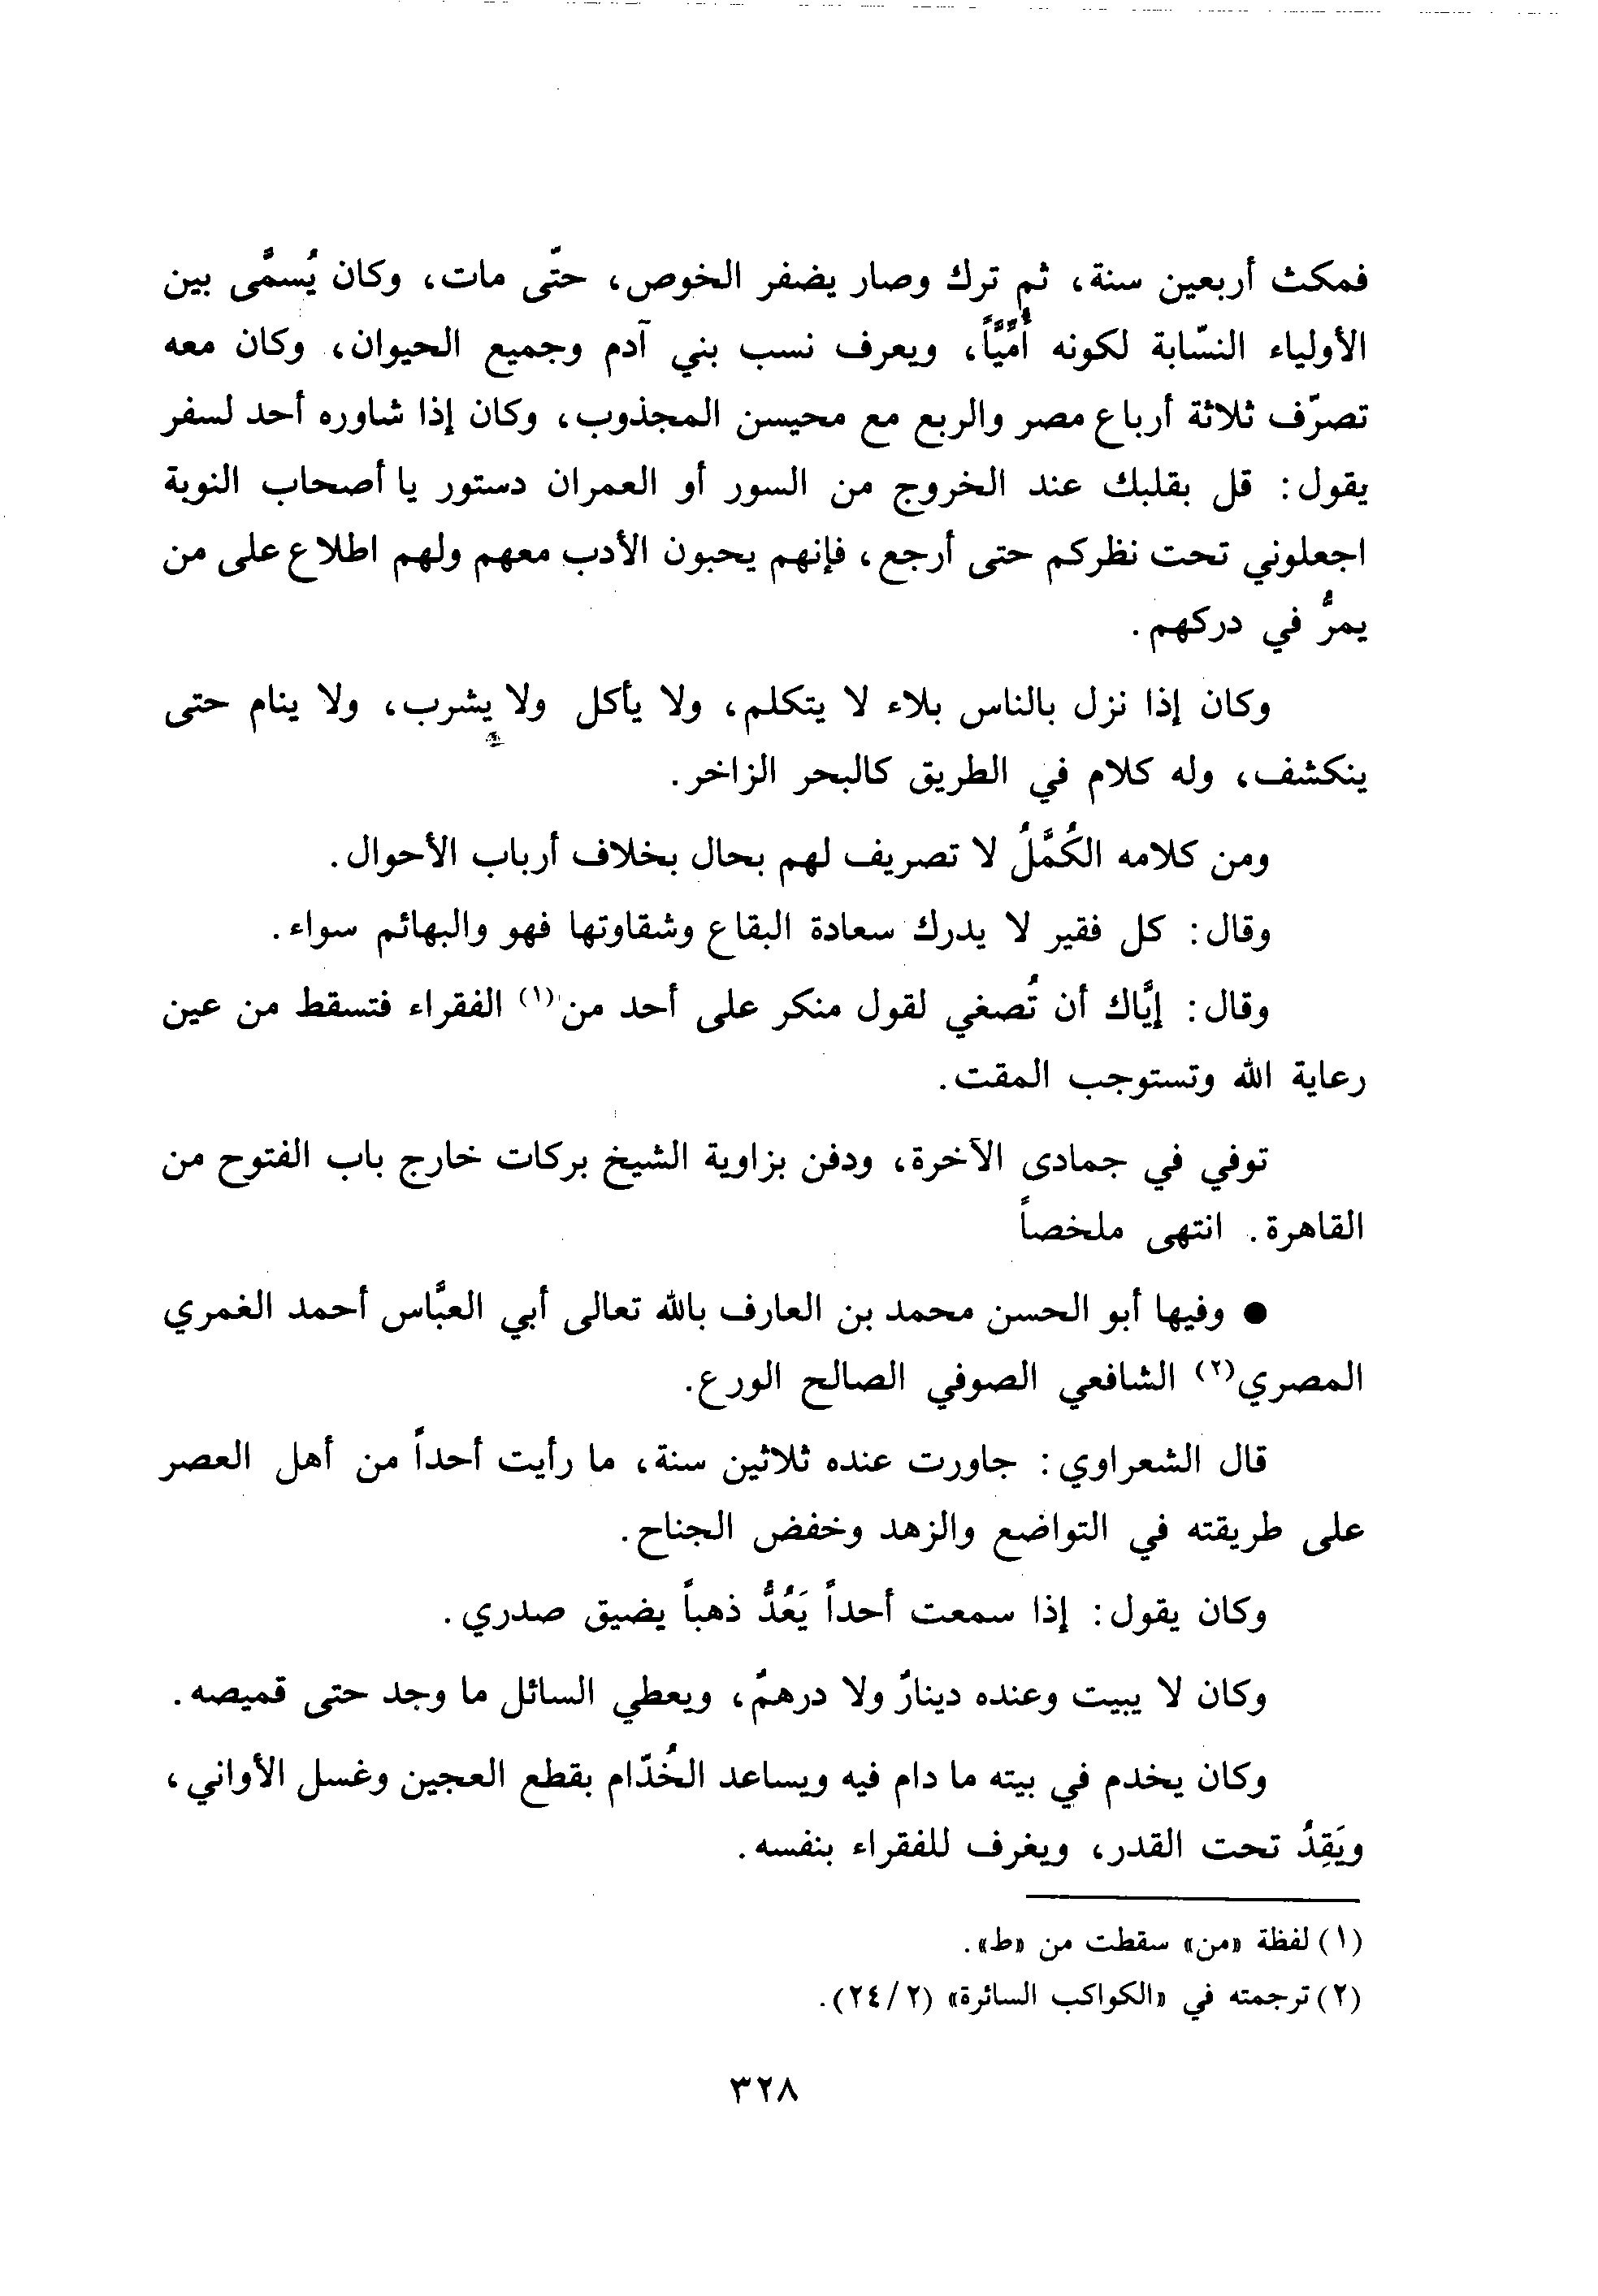 فمكث أربعين سنة، ثم ترك وصار يضفر الخوص، حتّى مات، وكان يُسمَّى بين
الأولياء النسّابة لكونه أُمِّيَّاً، ويعرف نسب بني آدم وجميع الحيوان، وكان معه
تصرّف ثلاثة أرباع مصر والربع مع محيسن المجذوب، وكان إذا شاوره أحد لسفر
يقول: قل بقلبك عند الخروج من السور أو العمران دستور يا أصحاب النوبة
اجعلوني تحت نظركم حتى أرجع، فإنهم يحبون الأدب معهم ولهم اطلاع على من
يمرُّ في دركهم.
وكان إذا نزل بالناس بلاء لا يتكلم، ولا يأكل ولا يشرب، ولا ينام حتى
ينكشف، وله كلام في الطريق كالبحر الزاخر.
ومن كلامه الكُمَّلُ لا تصريف لهم بحال بخلاف أرباب الأحوال.
وقال: كل فقير لا يدرك سعادة البقاع وشقاوتها فهو والبهائم سواء.
وقال: إيَّاك أن تُصغي لقول منكر على أحد من(١) الفقراء فتسقط من عين
رعاية الله وتستوجب المقت.
توفي في جمادى الآخرة، ودفن بزاوية الشيخ بركات خارج باب الفتوح من
القاهرة. انتهى ملخصاً
● وفيها أبو الحسن محمد بن العارف بالله تعالى أبي العبَّاس أحمد الغمري
المصري(٢) الشافعي الصوفي الصالح الورع.
قال الشعراوي: جاورت عنده ثلاثين سنة، ما رأيت أحداً من أهل العصر
على طريقته في التواضع والزهد وخفض الجناح.
وكان يقول: إذا سمعت أحداً يَعُدُّ ذهباً يضيق صدري.
وكان لا يبيت وعنده دينارٌ ولا درهمٌ، ويعطي السائل ما وجد حتى قميصه.
وكان يخدم في بيته ما دام فيه ويساعد الخُدّام بقطع العجين وغسل الأواني،
ويَقِدُ تحت القدر، ويغرف للفقراء بنفسه.
(١) لفظة «من» سقطت من «ط».
(٢) ترجمته في «الكواكب السائرة» (٢/ ٢٤).
٣٢٨